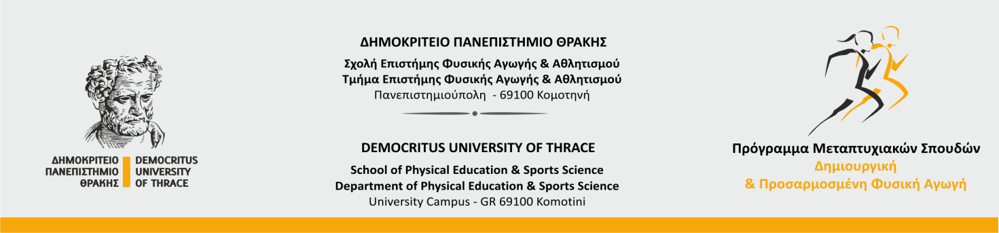 ΔΗΜΟΚΡΙΤΕΙΟ
ΠΑΝΕΠΙΣΤΗΜΙΟ
ΘΡΑΚΗΣ
DEMOCRITUS
UNIVERSITY
OF THRACE
ΔΗΜΟΚΡΙΤΕΙΟ ΠΑΝΕΠΙΣΤΗΜΙΟ ΘΡΑΚΗΣ
Σχολή Επιστήμης Φυσικής Αγωγής & Αθλητισμού
Τμήμα Επιστήμης Φυσικής Αγωγής & Αθλητισμού
Πανεπιστημιούπολη - 69100 Κομοτηνή
DEMOCRITUS UNIVERSITY OF THRACE
School of Physical Education & Sports Science
Department of Physical Education & Sports Science
University Campus - GR 69100 Komotini
Πρόγραμμα Μεταπτυχιακών Σπουδών
Δημιουργική
& Προσαρμοσμένη Φυσική Αγωγή